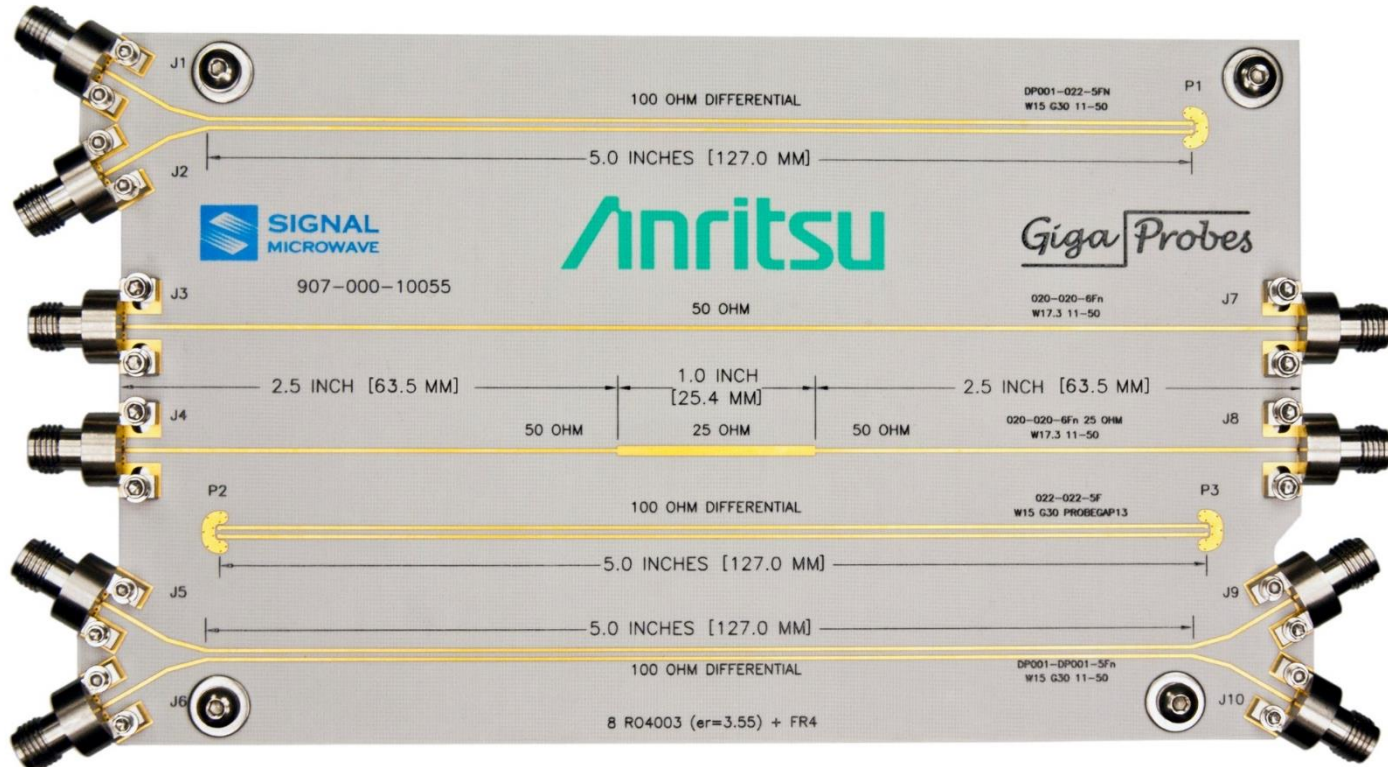 J1
100 OHM DIFFERENTIAL
DP001-022-5FN
W15 G30 11-50
P1
J2
5.0 INCHES [127.0 MM]
SIGNAL
MICROWAVE
Anritsu
Giga Probes
907-000-10055
J3
50 OHM
020-020-6Fn
W17.3 11-50
J7
2.5 INCH [63.5 MM]
1.0 INCH
[25.4 MM]
2.5 INCH [63.5 MM]
J4
50 OHM
25 OHM
50 OHM
020-020-6Fn 25 OHM
W17.3 11-50
J8
P2
100 OHM DIFFERENTIAL
022-022-5F
W15 G30 PROBEGAP13
P3
5.0 INCHES [127.0 MM]
J5
J9
5.0 INCHES [127.0 MM]
100 OHM DIFFERENTIAL
DP001-DP001-5Fn
W15 G30 11-50
J6
J10
8 RO4003 (er=3.55) + FR4